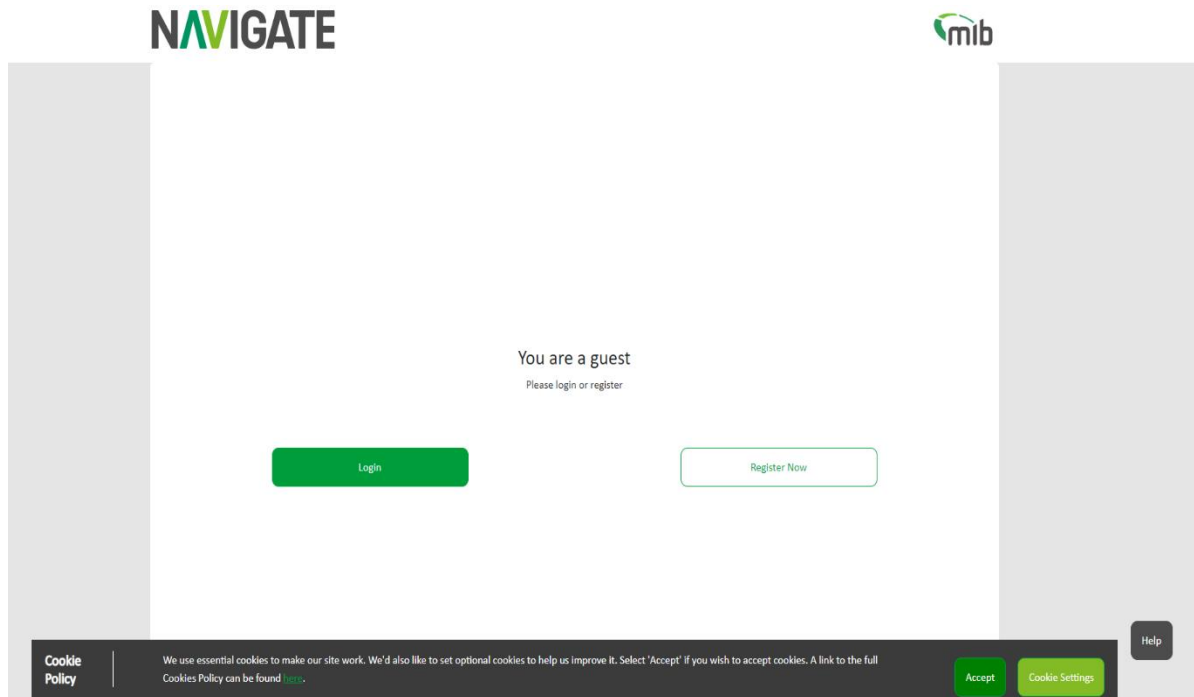 NAVIGATE
mib
You are a guest
Please login or register
Login
Register Now
Help
Cookie
Policy
We use essential cookies to make our site work. We'd also like to set optional cookies to help us improve it. Select 'Accept' if you wish to accept cookies. A link to the full
Cookies Policy can be found here.
Accept
Cookie Settings